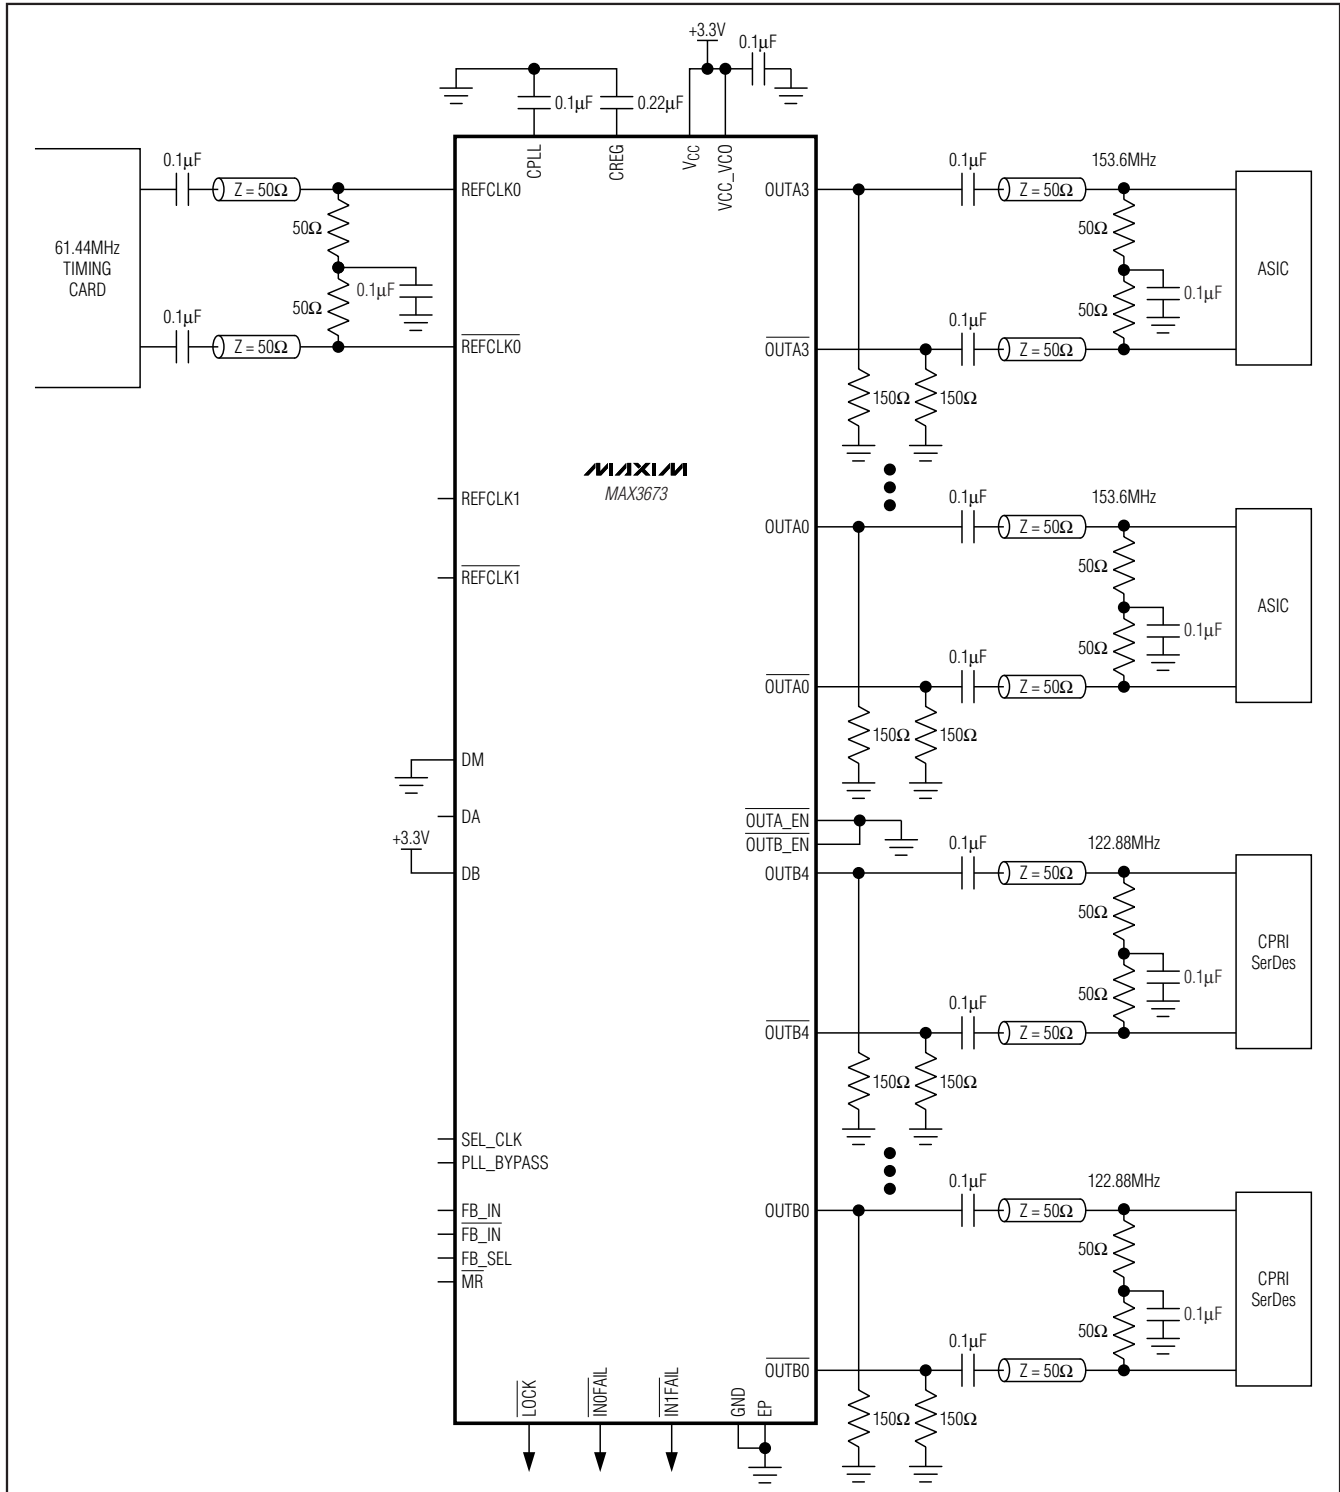 +3.3V
0.1µF
0.1µF
0.22µF
CPLL
CREG
VCC
VCC_VCO
61.44MHz
TIMING
CARD
0.1µF
Z = 50Ω
REFCLK0
50Ω
0.1µF
50Ω
0.1µF
Z = 50Ω
REFCLK0
REFCLK1
REFCLK1
DM
DA
+3.3V
DB
SEL_CLK
PLL_BYPASS
FB_IN
FB_IN
FB_SEL
MR
MAXIM
MAX3673
LOCK
IN0FAIL
IN1FAIL
GND
EP
OUTA3
0.1µF
Z = 50Ω
153.6MHz
50Ω
0.1µF
50Ω
ASIC
OUTA3
0.1µF
Z = 50Ω
150Ω
150Ω
OUTA0
0.1µF
Z = 50Ω
153.6MHz
50Ω
0.1µF
50Ω
ASIC
OUTA0
0.1µF
Z = 50Ω
150Ω
150Ω
OUTA_EN
OUTB_EN
OUTB4
0.1µF
Z = 50Ω
122.88MHz
50Ω
0.1µF
50Ω
CPRI
SerDes
OUTB4
0.1µF
Z = 50Ω
150Ω
150Ω
OUTB0
0.1µF
Z = 50Ω
122.88MHz
50Ω
0.1µF
50Ω
CPRI
SerDes
OUTB0
0.1µF
Z = 50Ω
150Ω
150Ω